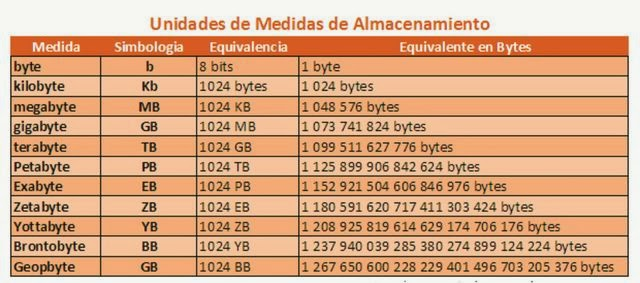 Unidades de Medidas de Almacenamiento
Medida Simbologia Equivalencia Equivalente en Bytes
byte b 8 bits 1 byte
kilobyte Kb 1024 bytes 1 024 bytes
megabyte MB 1024 KB 1 048 576 bytes
gigabyte GB 1024 MB 1 073 741 824 bytes
terabyte TB 1024 GB 1 099 511 627 776 bytes
Petabyte PB 1024 TB 1 125 899 906 842 624 bytes
Exabyte EB 1024 PB 1 152 921 504 606 846 976 bytes
Zetabyte ZB 1024 EB 1 180 591 620 717 411 303 424 bytes
Yottabyte YB 1024 ZB 1 208 925 819 614 629 174 706 176 bytes
Brontobyte BB 1024 YB 1 237 940 039 285 380 274 899 124 224 bytes
Geopbyte GB 1024 BB 1 267 650 600 228 229 401 496 703 205 376 bytes